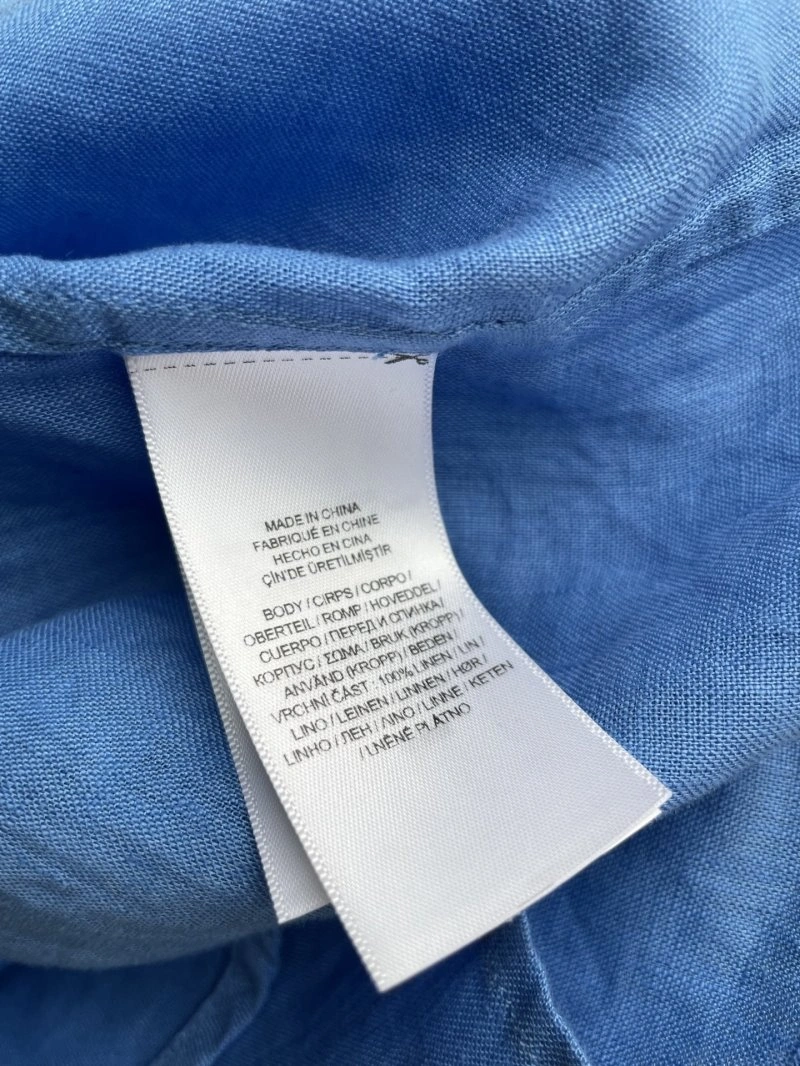 MADE IN CHINA
FABRIQUÉ EN CHINE
HECHO EN CINA
ÇİN'DE ÜRETİLMİŞTİR
BODY / CRPS / CORPO /
OBERTEIL / ROMP / HOVEDDEL /
CUERPO / ПЕРЕД И СПИНКА /
КОРПУС / ΣΩΜΑ / BRUK (KROPP) /
ANVÄND (KROPP) / BEDEN /
VRCHNÍ ČÁST . 100% LINEN / LIN /
LINO / LEINEN / LINNEN / HØR /
LINHO / ЛЕН / ΛΙΝΟ / LINNE / KETEN
/ LNĚNÉ PLÁTNO